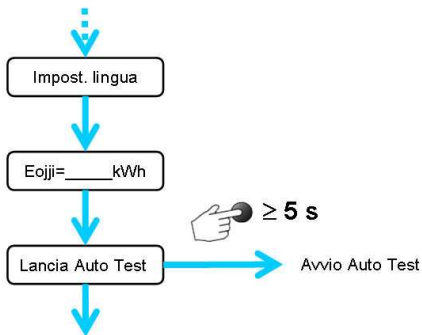 Impost. lingua
Eojji=_____kWh
≥ 5 s
Lancia Auto Test
Avvio Auto Test